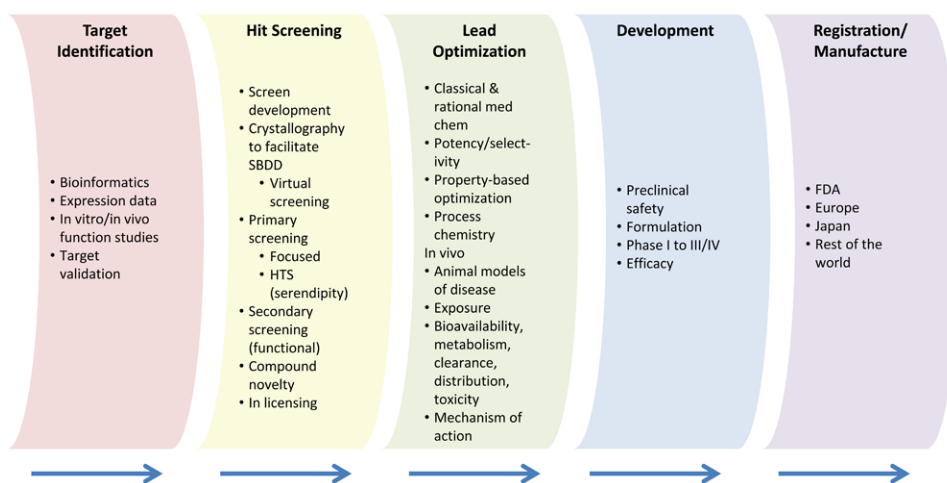 Target
Identification
• Bioinformatics
• Expression data
• In vitro/in vivo
function studies
• Target
validation
Hit Screening
• Screen
development
• Crystallography
to facilitate
SBDD
• Virtual
screening
• Primary
screening
• Focused
• HTS
(serendipity)
• Secondary
screening
(functional)
• Compound
novelty
• In licensing
Lead
Optimization
• Classical &
rational med
chem
• Potency/select-
ivity
• Property-based
optimization
• Process
chemistry
In vivo
• Animal models
of disease
• Exposure
• Bioavailability,
metabolism,
clearance,
distribution,
toxicity
• Mechanism of
action
Development
• Preclinical
safety
• Formulation
• Phase I to III/IV
• Efficacy
Registration/
Manufacture
• FDA
• Europe
• Japan
• Rest of the
world